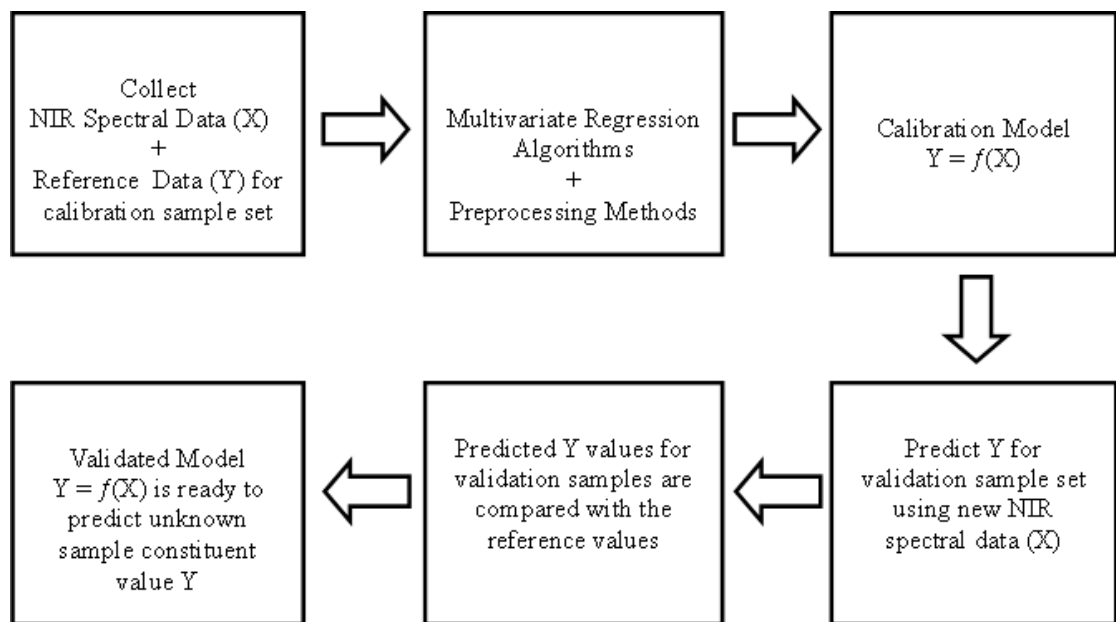 Collect
NIR Spectral Data (X)
+
Reference Data (Y) for
calibration sample set
Multivariate Regression
Algorithms
+
Preprocessing Methods
Calibration Model
Y = f(X)
Predict Y for
validation sample set
using new NIR
spectral data (X)
Predicted Y values for
validation samples are
compared with the
reference values
Validated Model
Y = f(X) is ready to
predict unknown
sample constituent
value Y